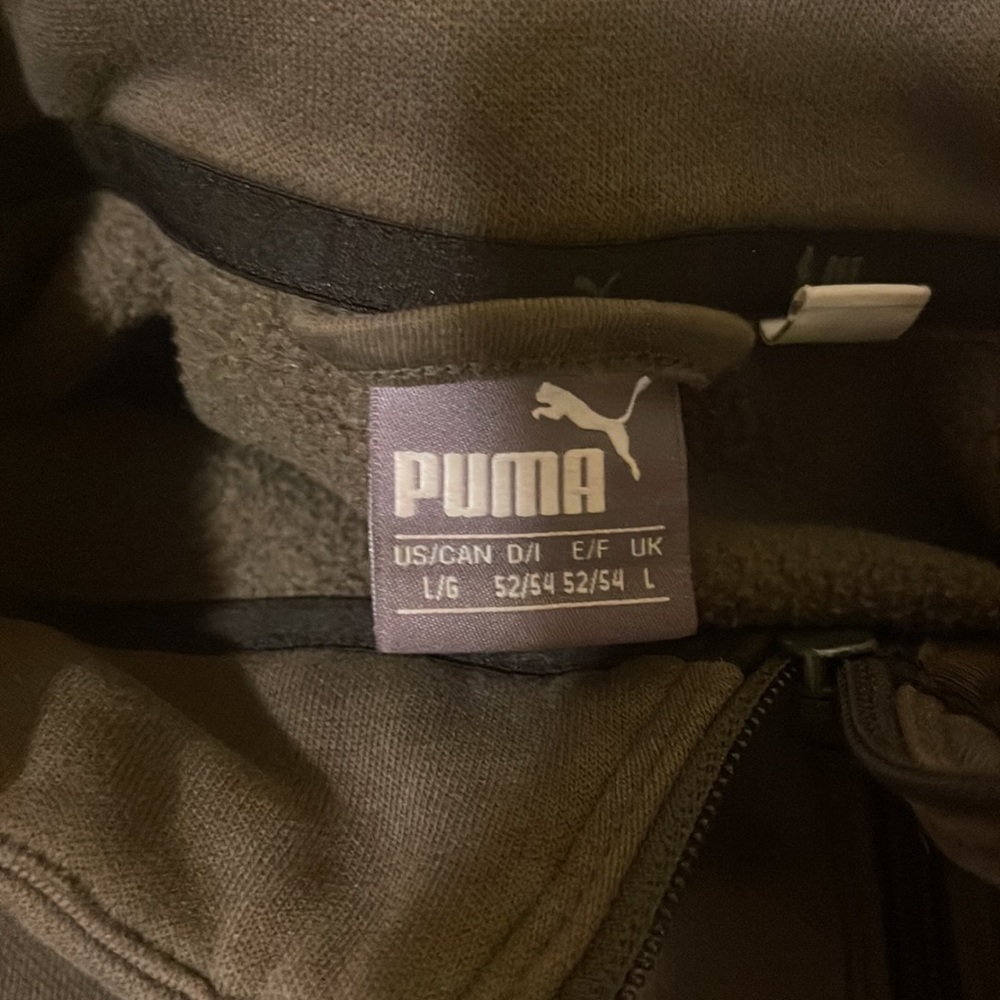 PUMA
US/CAN D/I E/F UK
L/G 52/54 52/54 L